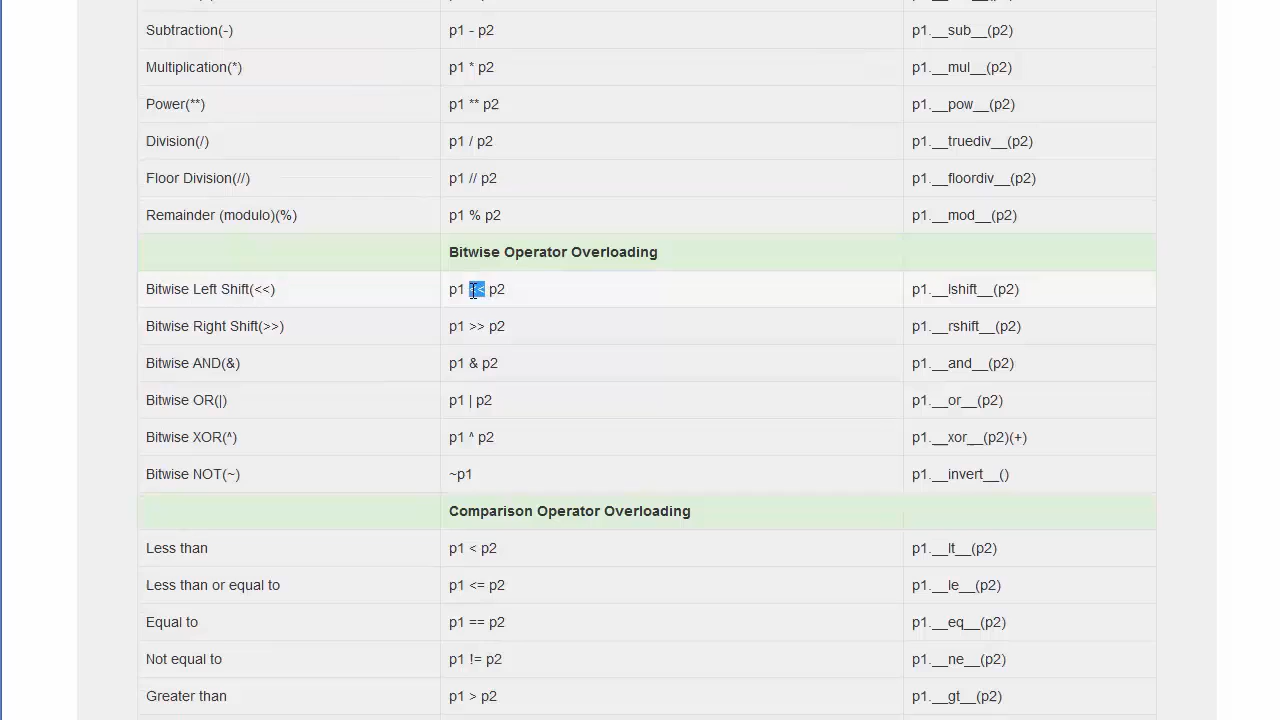 Subtraction(-) p1 - p2 p1.__sub__(p2)
Multiplication(*) p1 * p2 p1.__mul__(p2)
Power(**) p1 ** p2 p1.__pow__(p2)
Division(/) p1 / p2 p1.__truediv__(p2)
Floor Division(//) p1 // p2 p1.__floordiv__(p2)
Remainder (modulo)(%) p1 % p2 p1.__mod__(p2)
Bitwise Operator Overloading
Bitwise Left Shift(<<) p1 << p2 p1.__lshift__(p2)
Bitwise Right Shift(>>) p1 >> p2 p1.__rshift__(p2)
Bitwise AND(&) p1 & p2 p1.__and__(p2)
Bitwise OR(|) p1 | p2 p1.__or__(p2)
Bitwise XOR(^) p1 ^ p2 p1.__xor__(p2)(+)
Bitwise NOT(~) ~p1 p1.__invert__()
Comparison Operator Overloading
Less than p1 < p2 p1.__lt__(p2)
Less than or equal to p1 <= p2 p1.__le__(p2)
Equal to p1 == p2 p1.__eq__(p2)
Not equal to p1 != p2 p1.__ne__(p2)
Greater than p1 > p2 p1.__gt__(p2)